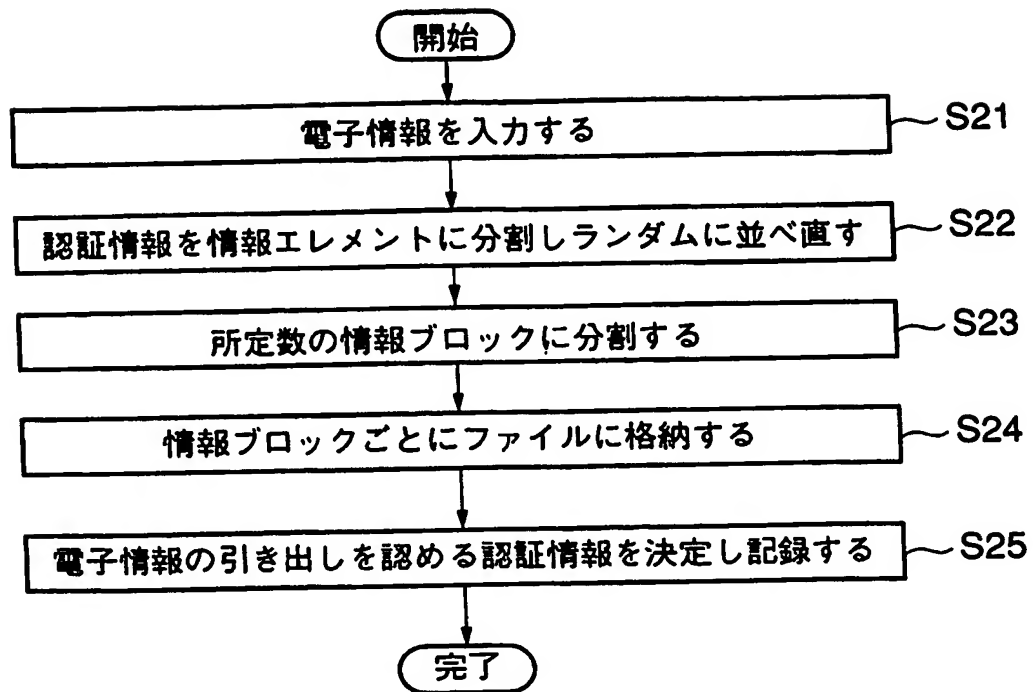 開始
電子情報を入力する S21
認証情報を情報エレメントに分割しランダムに並べ直す S22
所定数の情報ブロックに分割する S23
情報ブロックごとにファイルに格納する S24
電子情報の引き出しを認める認証情報を決定し記録する S25
完了